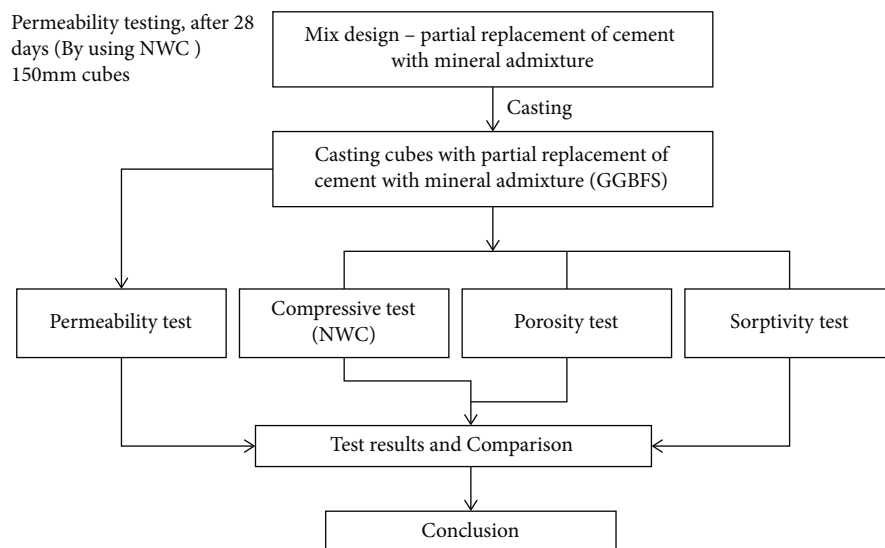 Permeability testing, after 28
days (By using NWC )
150mm cubes
Mix design – partial replacement of cement
with mineral admixture
Casting
Casting cubes with partial replacement of
cement with mineral admixture (GGBFS)
Permeability test
Compressive test
(NWC)
Porosity test
Sorptivity test
Test results and Comparison
Conclusion